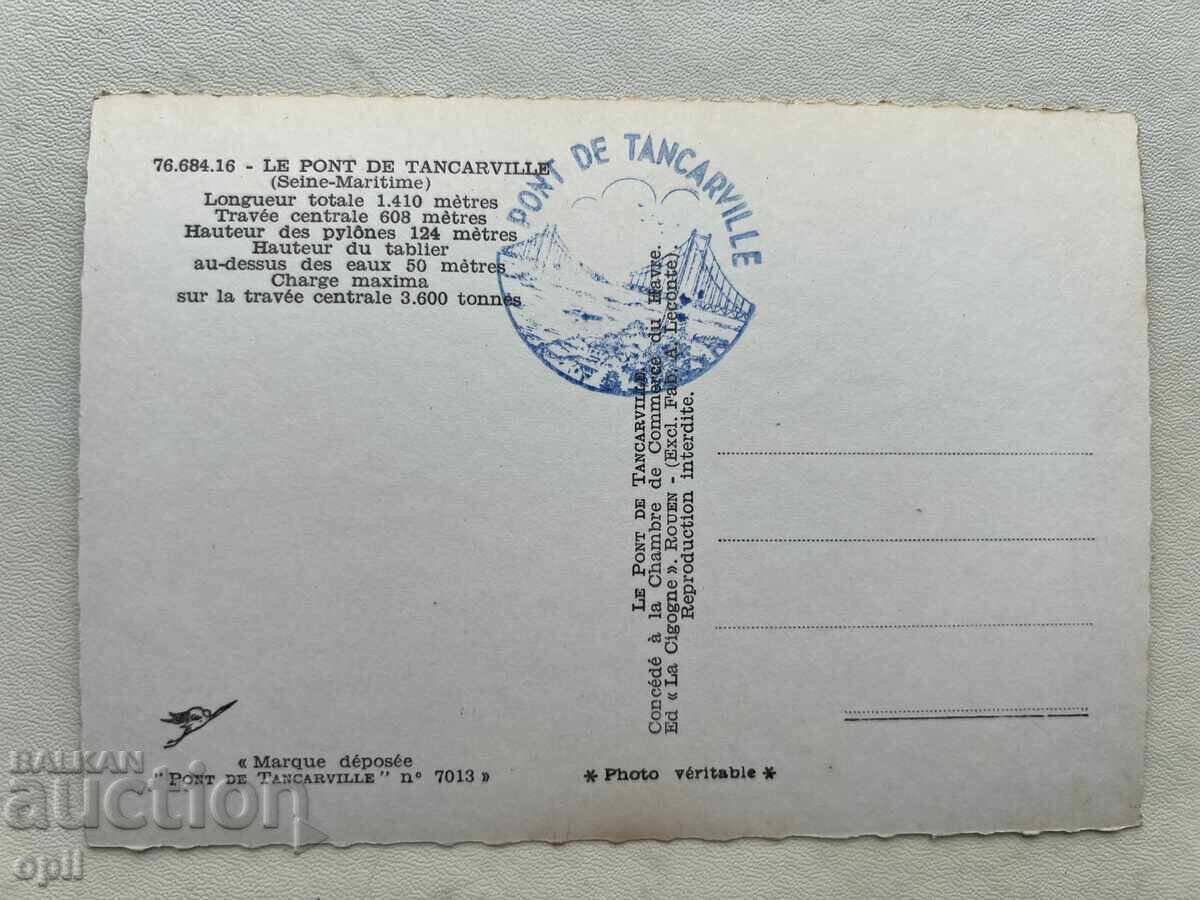 76.684.16 - LE PONT DE TANCARVILLE
(Seine-Maritime)
Longueur totale 1.410 mètres
Travée centrale 608 mètres
Hauteur des pylônes 124 mètres
Hauteur du tablier
au-dessus des eaux 50 mètres
Charge maxima
sur la travée centrale 3.600 tonnes
PONT DE TANCARVILLE
LE PONT DE TANCARVILLE.
Concédé à la Chambre de Commerce du Havre.
Ed « La Cigogne ». ROUEN - (Excl. Fab. A. Leconte).
Reproduction interdite.
« Marque déposée
"PONT DE TANCARVILLE" n° 7013 »
* Photo véritable *
BALKAN
auction
opii